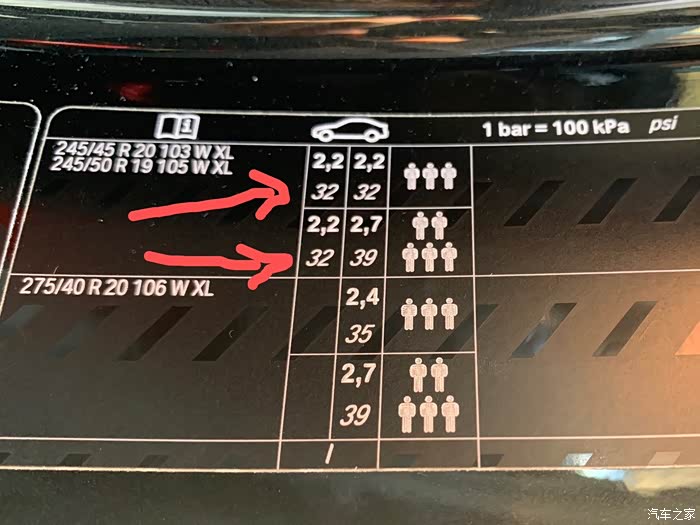 1 1 bar = 100 kPa psi
245/45 R 20 103 W XL
245/50 R 19 105 W XL
2,2 2,2
32 32
2,2 2,7
32 39
275/40 R 20 106 W XL
2,4
35
2,7
39
/
汽车之家